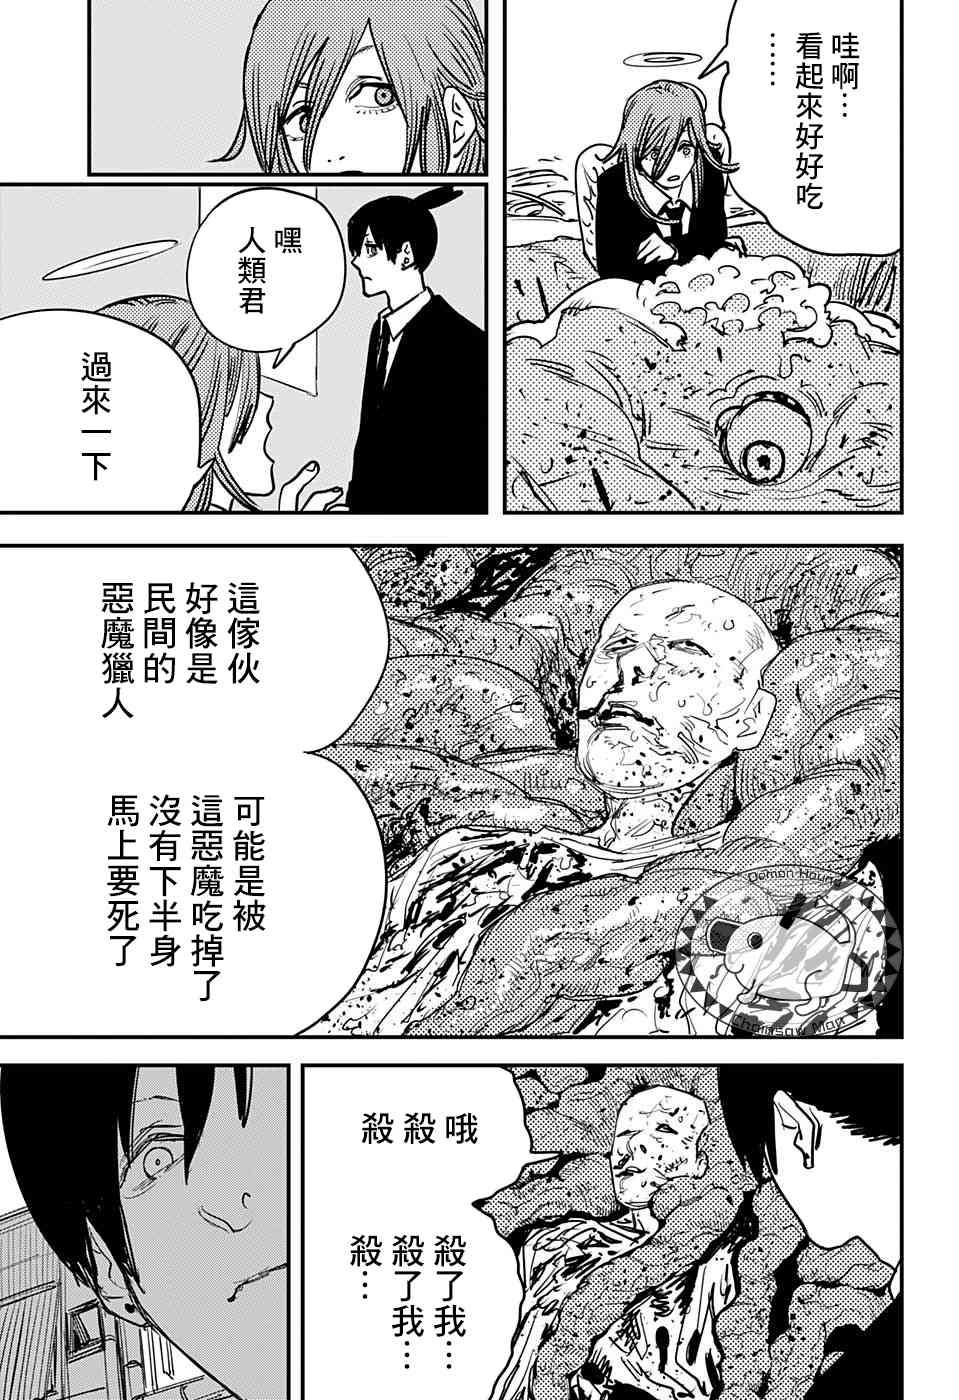 哇啊…
看起來好好吃
……
嘿
人類君
過來一下
這傢伙
好像是
民間的
惡魔獵人
可能是被
這惡魔吃掉了
沒有下半身
馬上要死了
Demon Hound
Chainsaw Man
殺殺哦
殺了我…
殺了我…
殺…